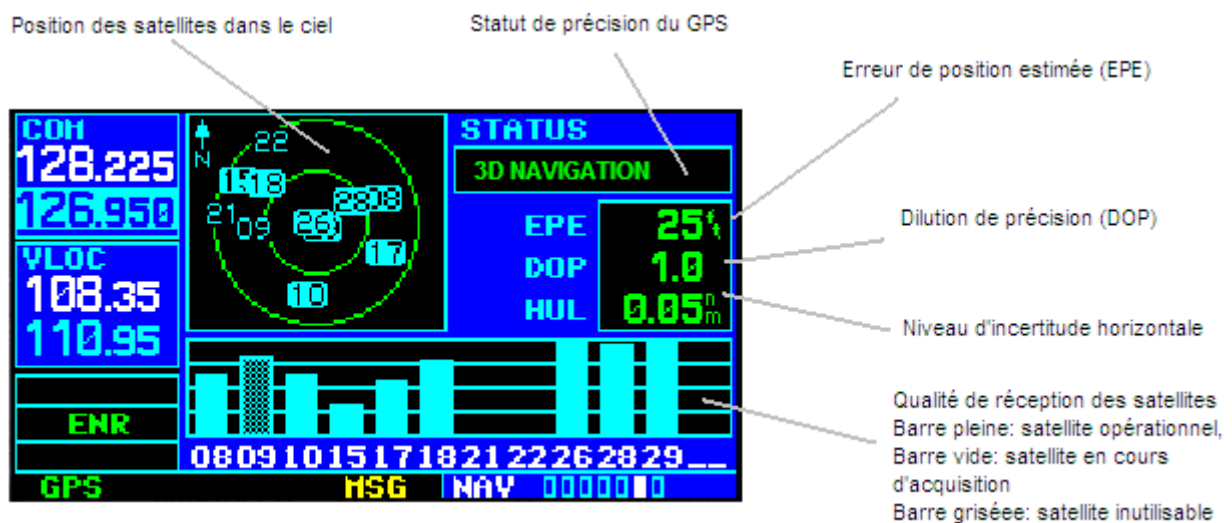 Position des satellites dans le ciel
Statut de précision du GPS
Erreur de position estimée (EPE)
COM
128.225
126.950
N
22
18
28
08
21
09
26
17
10
STATUS
3D NAVIGATION
EPE 25 ft
DOP 1.0
HUL 0.05 nm
Dilution de précision (DOP)
Niveau d'incertitude horizontale
VLOC
108.35
110.95
ENR
08 09 10 15 17 18 21 22 26 28 29 _ _
GPS
MSG
NAV
Qualité de réception des satellites
Barre pleine: satellite opérationnel,
Barre vide: satellite en cours
d'acquisition
Barre griséee: satellite inutilisable